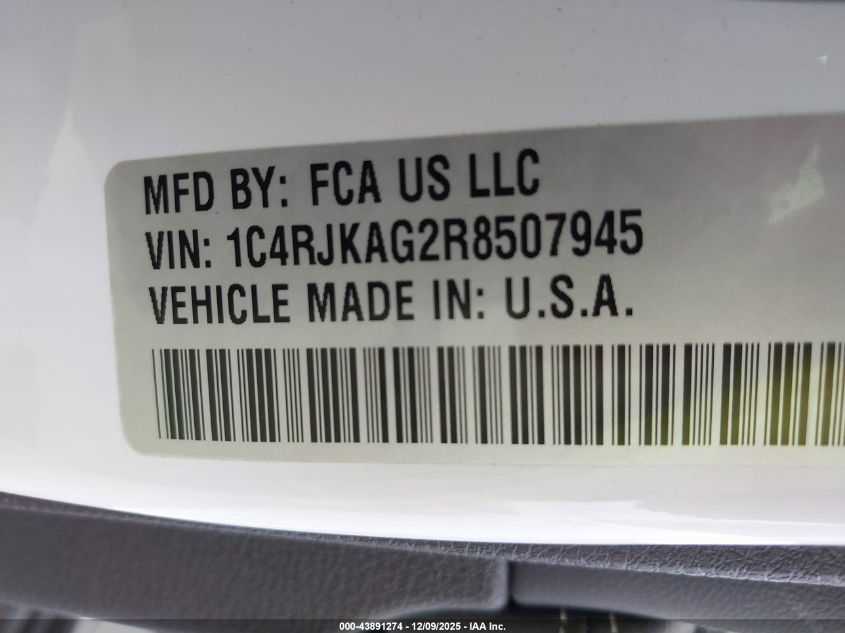 MFD BY: FCA US LLC
VIN: 1C4RJKAG2R8507945
VEHICLE MADE IN: U.S.A.
000-43891274 - 12/09/2025 - IAA Inc.